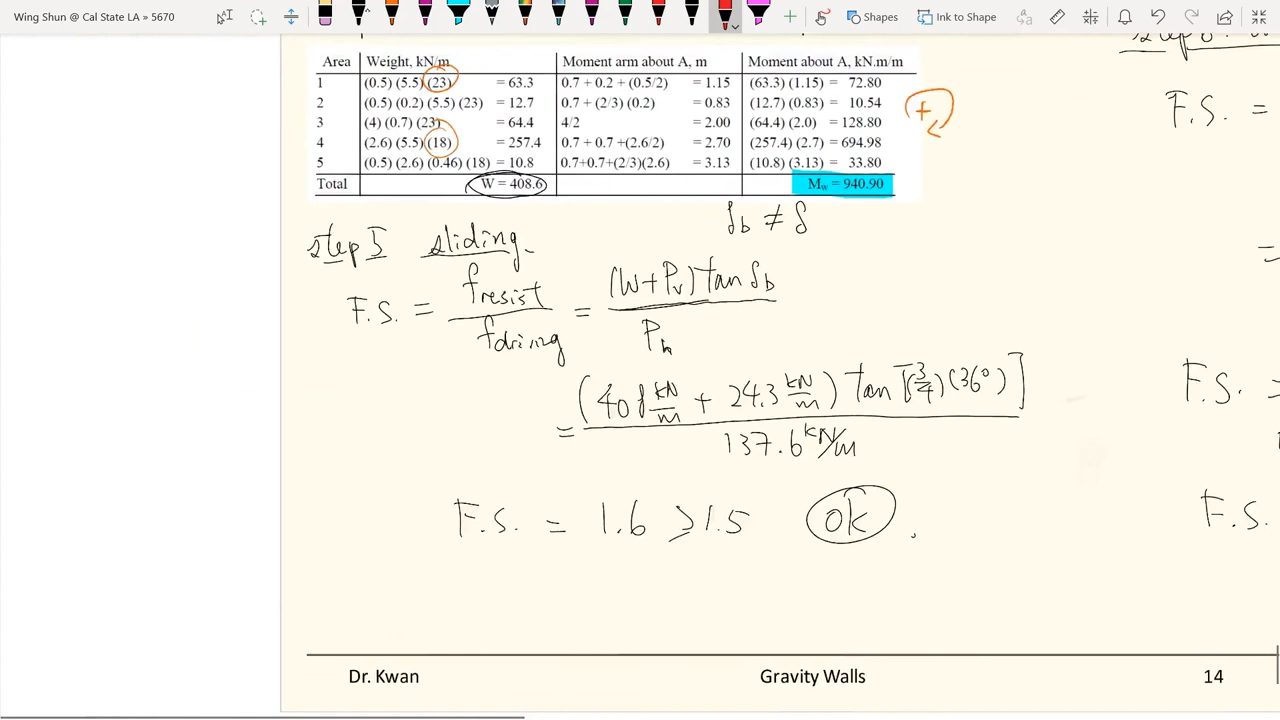 Wing Shun @ Cal State LA » 5670
Shapes
Ink to Shape
Area Weight, kN/m Moment arm about A, m Moment about A, kN.m/m
1 (0.5) (5.5) (23) = 63.3 0.7 + 0.2 + (0.5/2) = 1.15 (63.3) (1.15) = 72.80
2 (0.5) (0.2) (5.5) (23) = 12.7 0.7 + (2/3) (0.2) = 0.83 (12.7) (0.83) = 10.54
3 (4) (0.7) (23) = 64.4 4/2 = 2.00 (64.4) (2.0) = 128.80
4 (2.6) (5.5) (18) = 257.4 0.7 + 0.7 +(2.6/2) = 2.70 (257.4) (2.7) = 694.98
5 (0.5) (2.6) (0.46) (18) = 10.8 0.7+0.7+(2/3)(2.6) = 3.13 (10.8) (3.13) = 33.80
Total W = 408.6 Mw = 940.90
+
F.S. =
δb ≠ δ
step 5 sliding.
F.S. = fresist / fdriving = (W+Pv) tan δb / Ph
= (408 kN/m + 24.3 kN/m) tan [(3/4)(36°)] / 137.6 kN/m
F.S. =
F.S. = 1.6 ≥ 1.5 ok.
F.S.
Dr. Kwan Gravity Walls 14